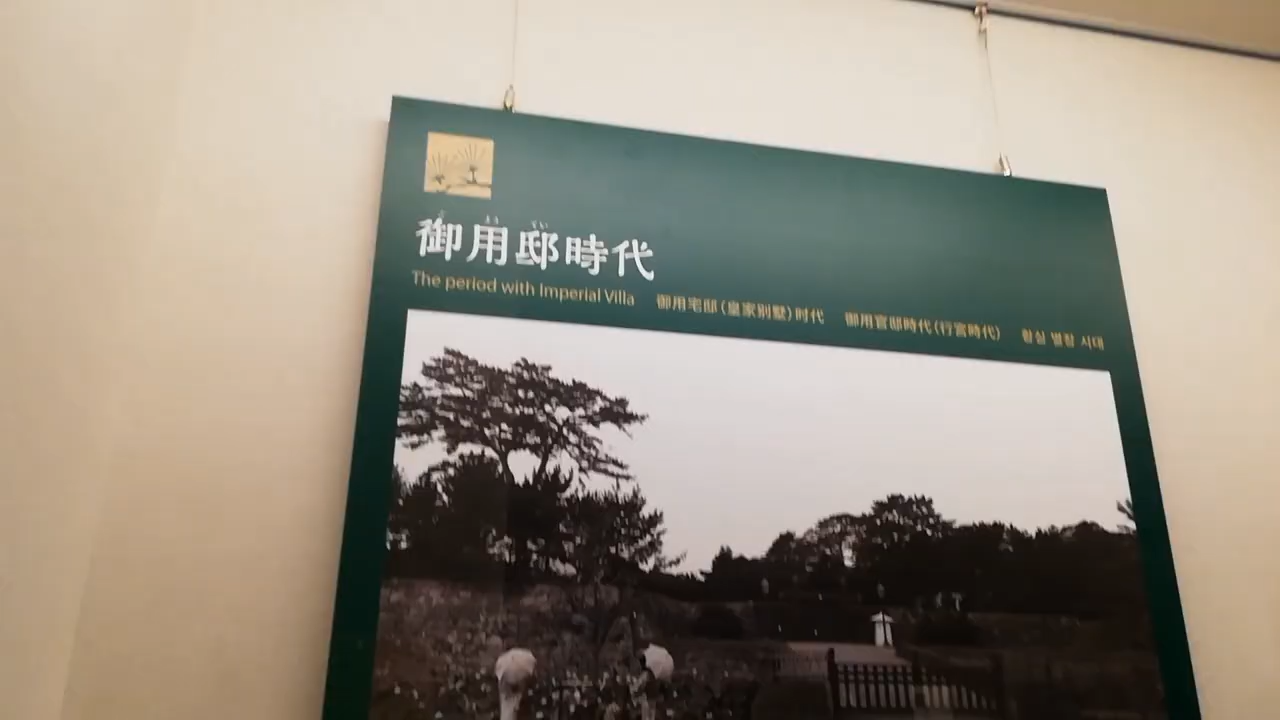 御用邸時代
The period with Imperial Villa 御用宅邸（皇家別墅）时代 御用官邸時代（行宮時代） 황실 별장 시대